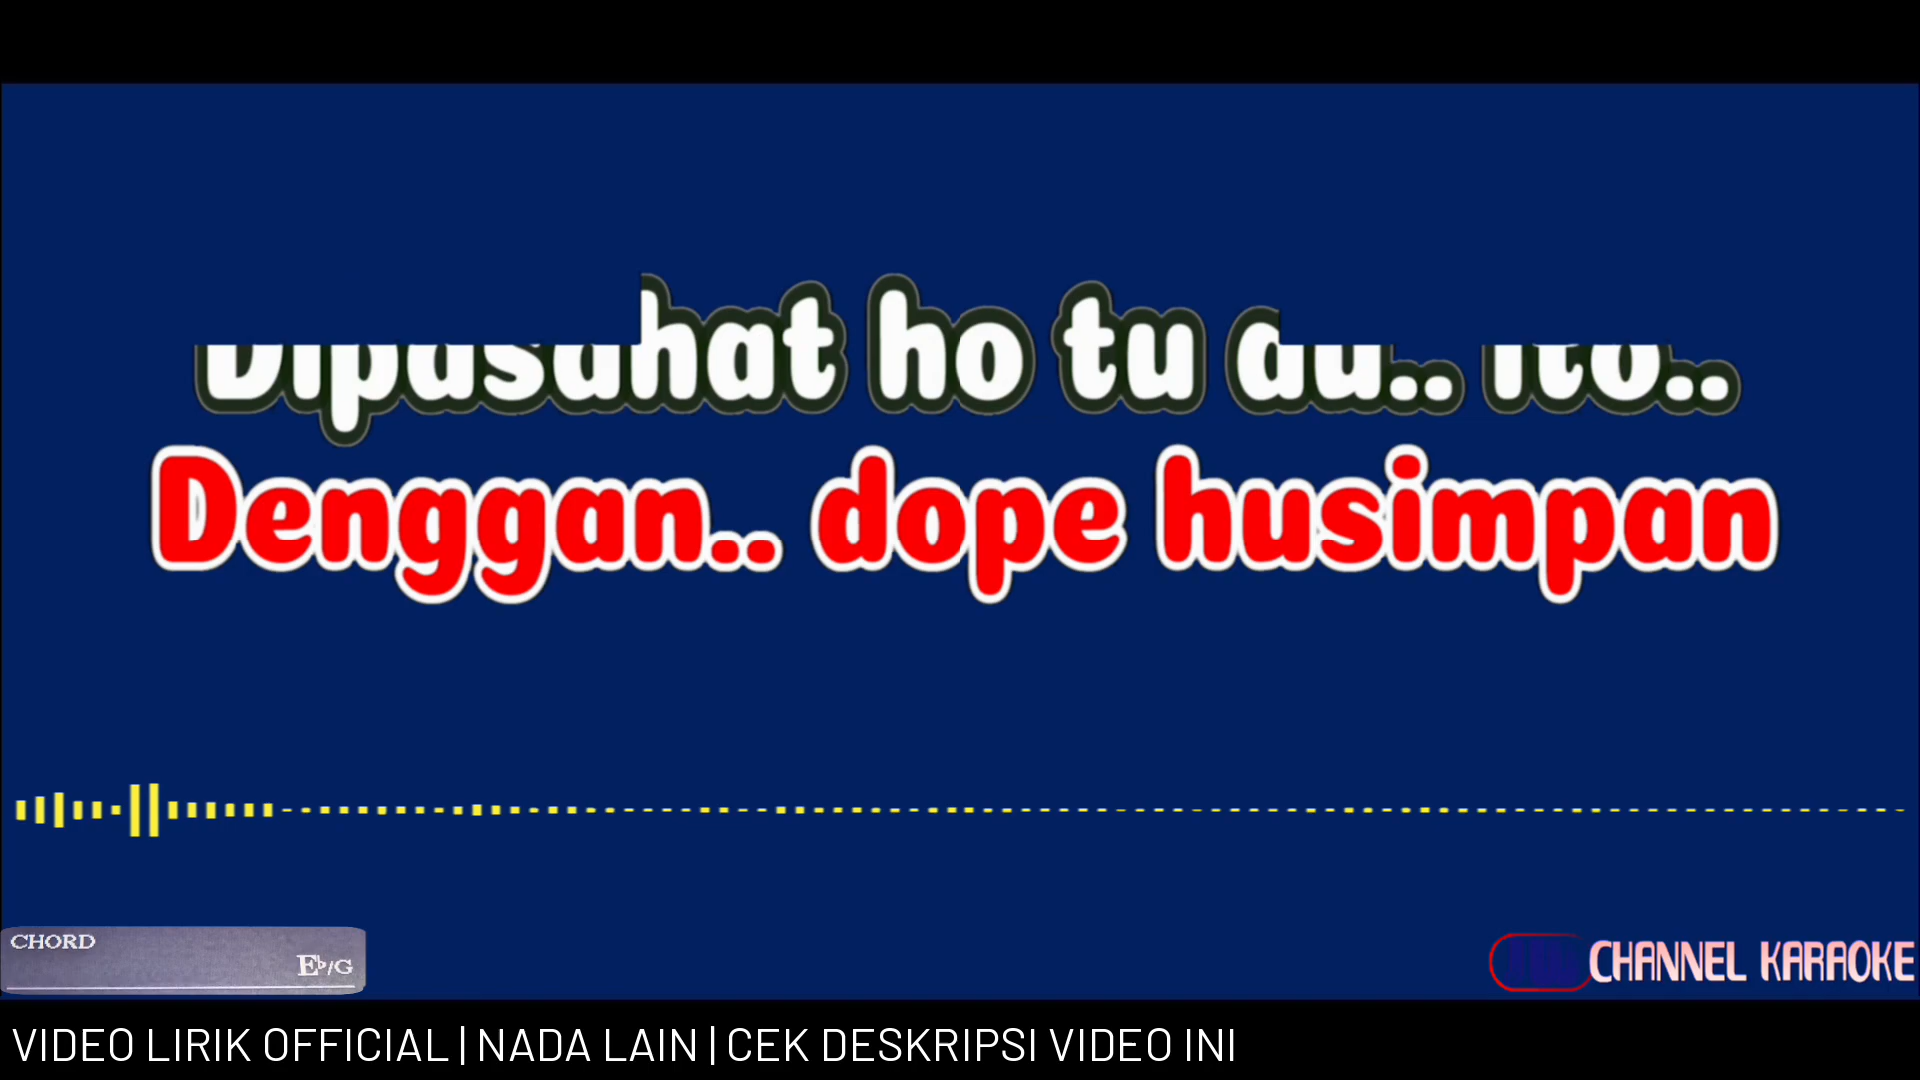 Dipasahat ho tu au.. ito..
Denggan.. dope husimpan
CHORD
E♭/G
CHANNEL KARAOKE
VIDEO LIRIK OFFICIAL | NADA LAIN | CEK DESKRIPSI VIDEO INI